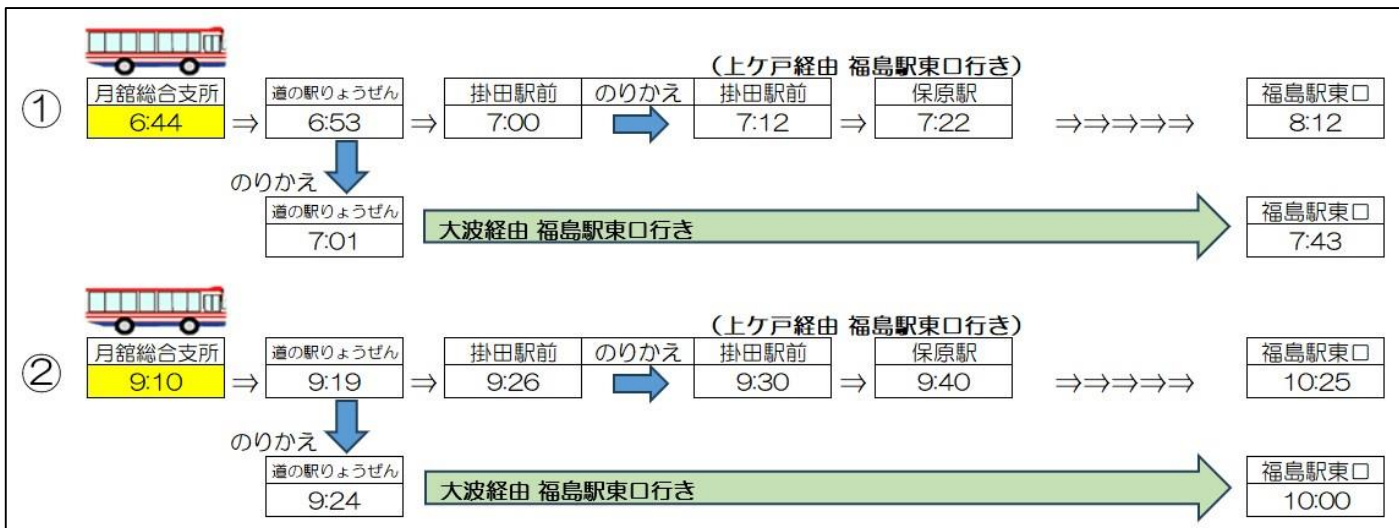 (上ケ戸経由 福島駅東口行き)
① 月舘総合支所 道の駅りょうぜん 掛田駅前 のりかえ 掛田駅前 保原駅 福島駅東口
6:44 ⇒ 6:53 ⇒ 7:00 7:12 ⇒ 7:22 ⇒⇒⇒⇒⇒ 8:12
のりかえ
道の駅りょうぜん 大波経由 福島駅東口行き 福島駅東口
7:01 7:43
(上ケ戸経由 福島駅東口行き)
② 月舘総合支所 道の駅りょうぜん 掛田駅前 のりかえ 掛田駅前 保原駅 福島駅東口
9:10 ⇒ 9:19 ⇒ 9:26 9:30 ⇒ 9:40 ⇒⇒⇒⇒⇒ 10:25
のりかえ
道の駅りょうぜん 大波経由 福島駅東口行き 福島駅東口
9:24 10:00